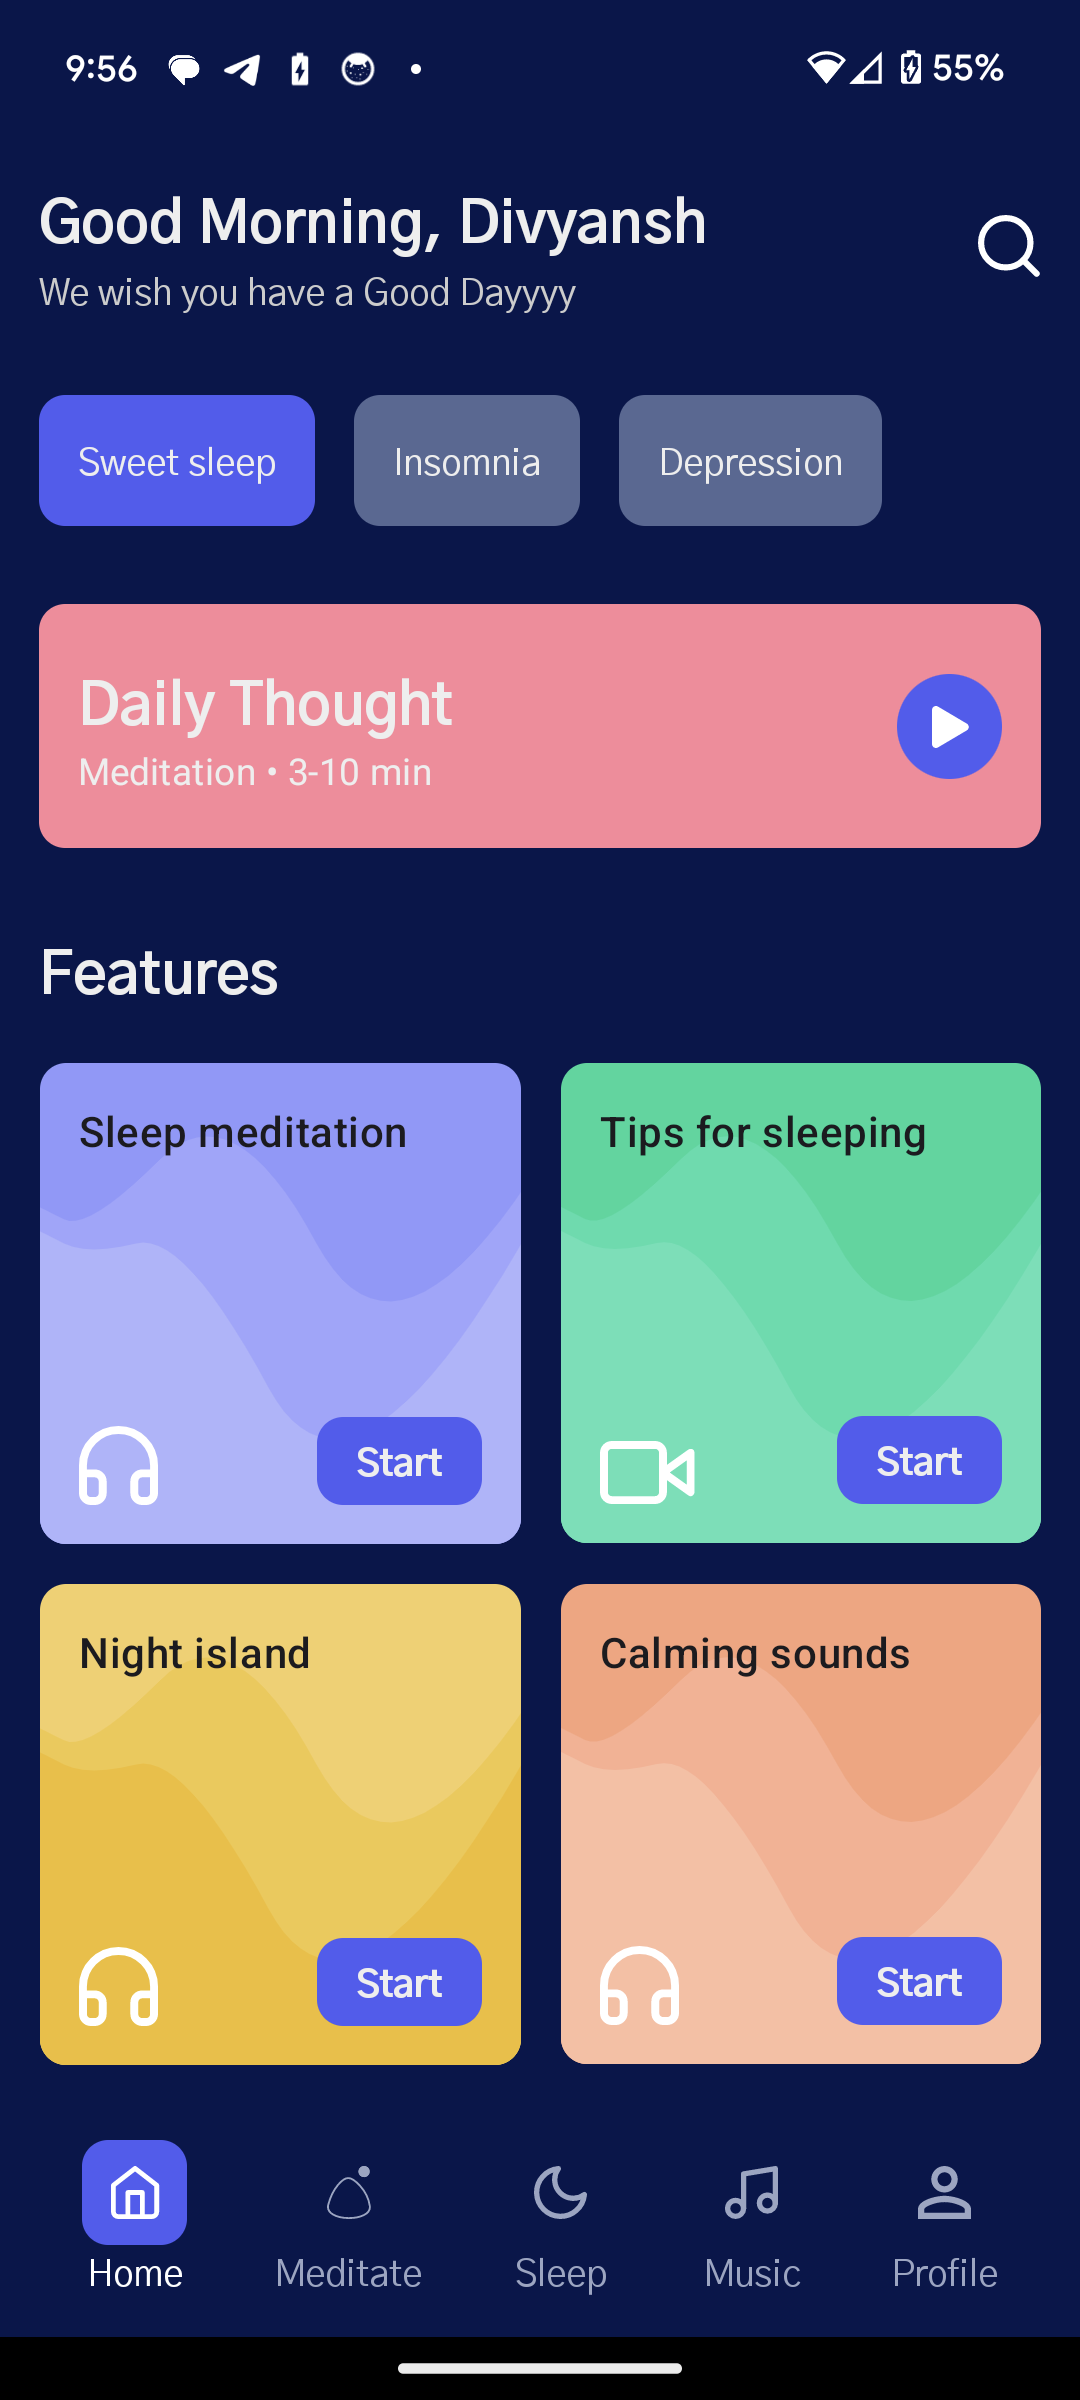 9:56 55%
Good Morning, Divyansh
We wish you have a Good Dayyyy
Sweet sleep Insomnia Depression
Daily Thought
Meditation • 3-10 min
Features
Sleep meditation Tips for sleeping
Start Start
Night island Calming sounds
Start Start
Home Meditate Sleep Music Profile